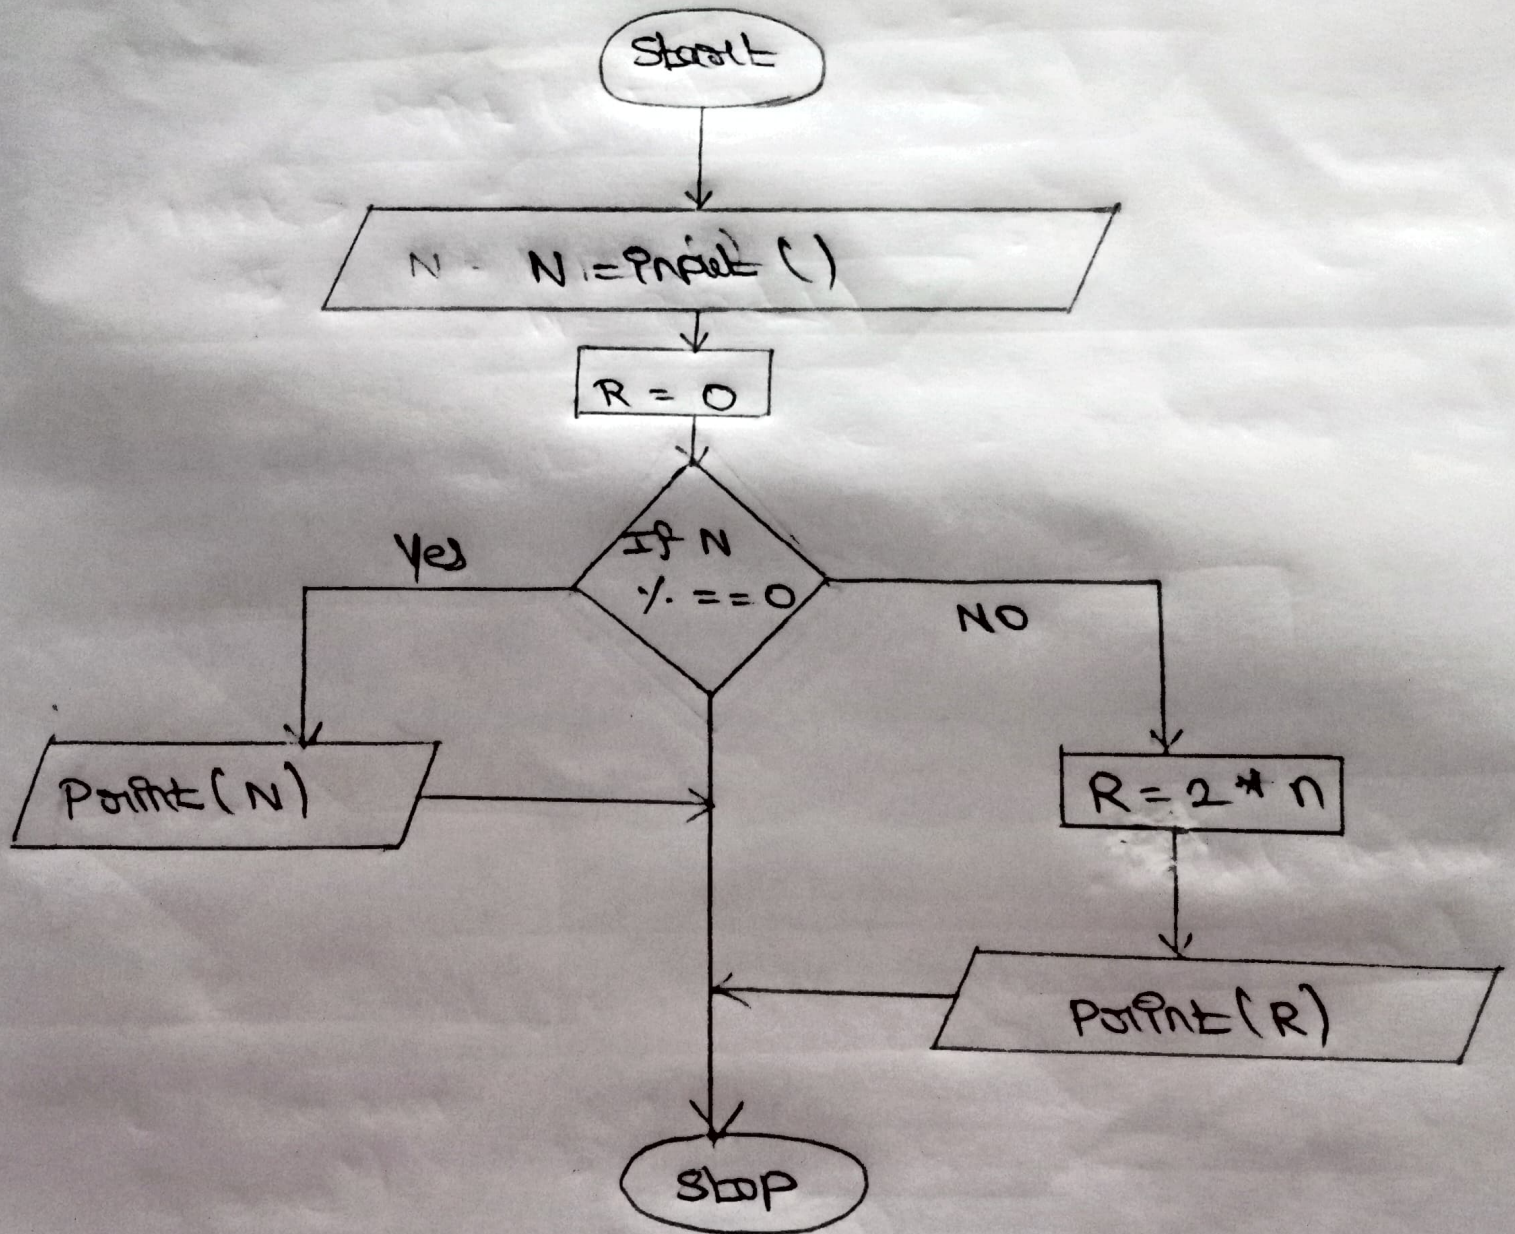 Start
N N = input ()
R = 0
If N
% == 0
Yes
NO
Print (N)
R = 2 * n
Print (R)
Stop